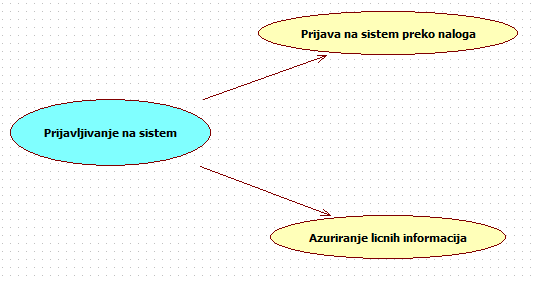 Prijava na sistem preko naloga
Prijavljivanje na sistem
Azuriranje licnih informacija